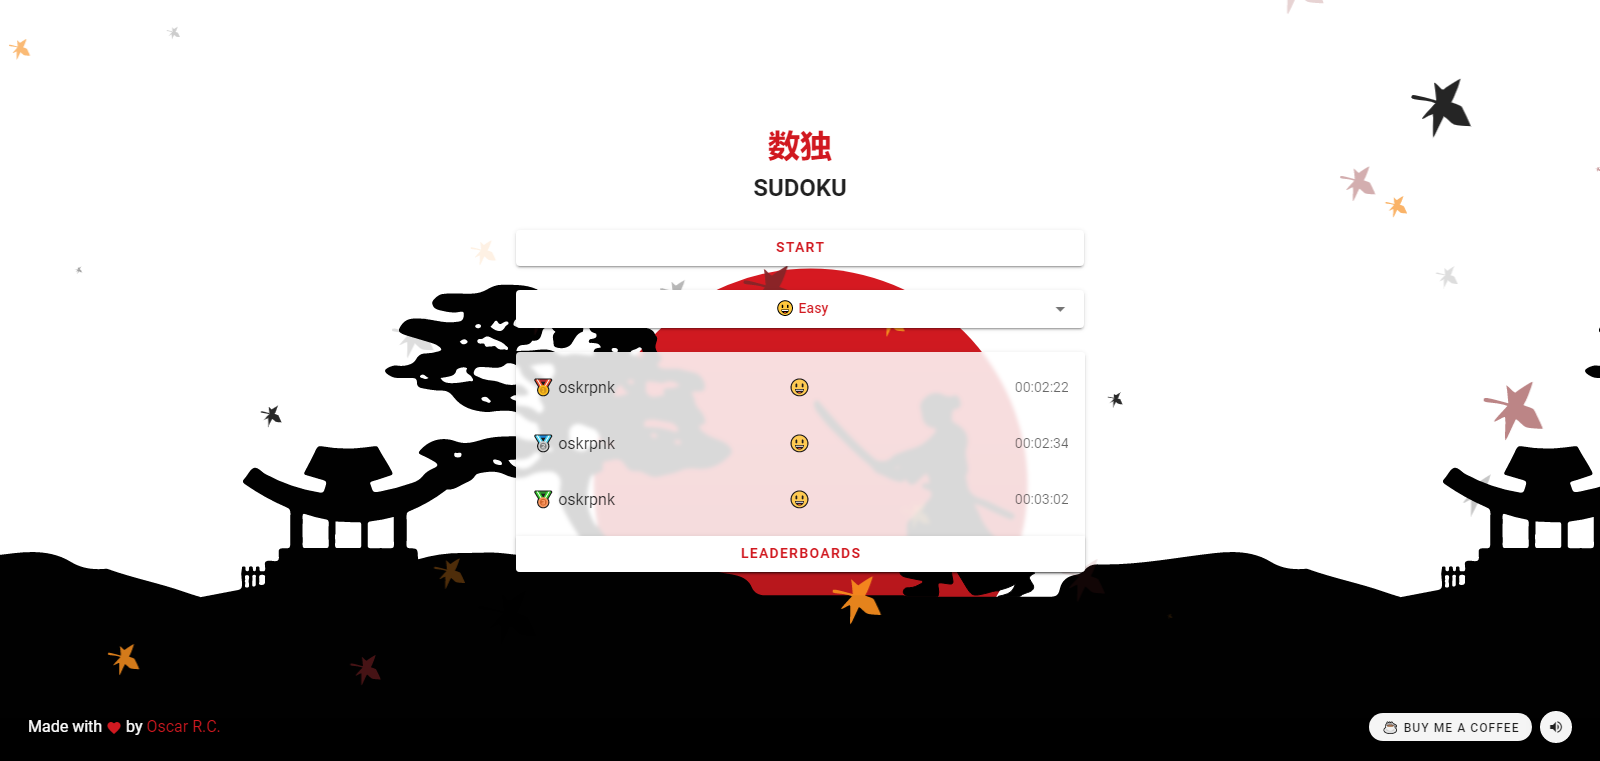 数独
SUDOKU
START
Easy
oskrpnk 00:02:22
oskrpnk 00:02:34
oskrpnk 00:03:02
LEADERBOARDS
Made with by Oscar R.C.
BUY ME A COFFEE